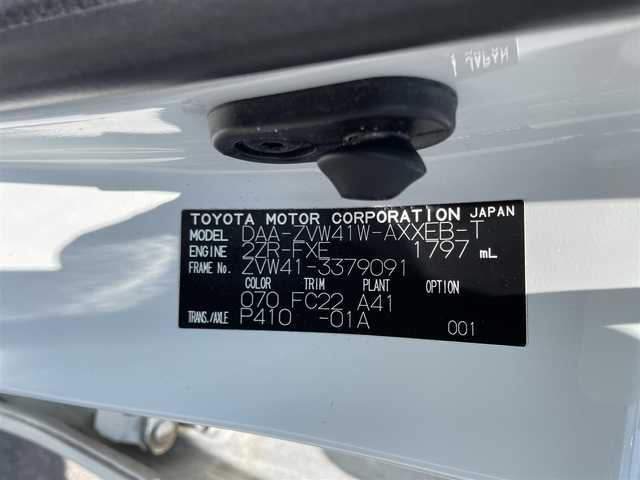 JAPAN
TOYOTA MOTOR CORPORATION JAPAN
MODEL DAA-ZVW41W-AXXEB-T
ENGINE 2ZR-FXE 1797 mL
FRAME No. ZVW41-3379091
COLOR TRIM PLANT OPTION
070 FC22 A41
TRANS./AXLE P410 -01A 001